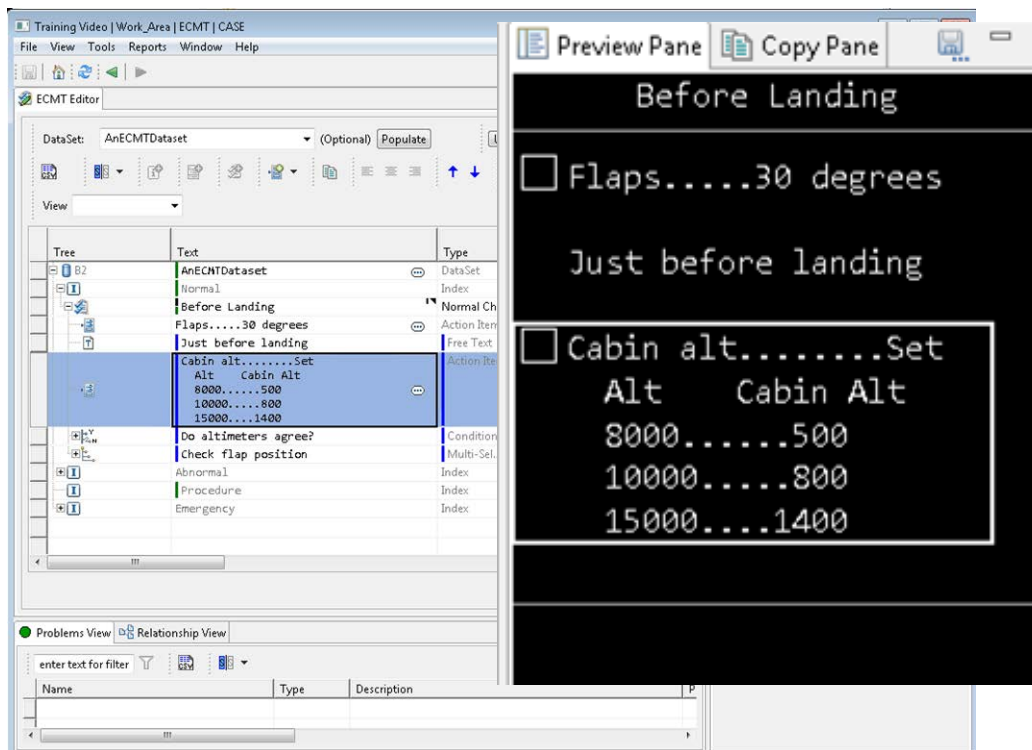 Training Video | Work_Area | ECMT | CASE
File View Tools Reports Window Help
ECMT Editor
DataSet: AnECMTDataset (Optional) Populate
View
Tree Text Type
B2 AnECMTDataset DataSet
Normal Index
Before Landing Normal Ch
Flaps.....30 degrees Action Item
Just before landing Free Text
Cabin alt........Set Action Ite
Alt Cabin Alt
8000......500
10000.....800
15000....1400
Do altimeters agree? Condition
Check flap position Multi-Sel.
Abnormal Index
Procedure Index
Emergency Index
Problems View Relationship View
enter text for filter
Name Type Description P
Preview Pane Copy Pane
Before Landing
Flaps.....30 degrees
Just before landing
Cabin alt........Set
Alt Cabin Alt
8000......500
10000.....800
15000....1400